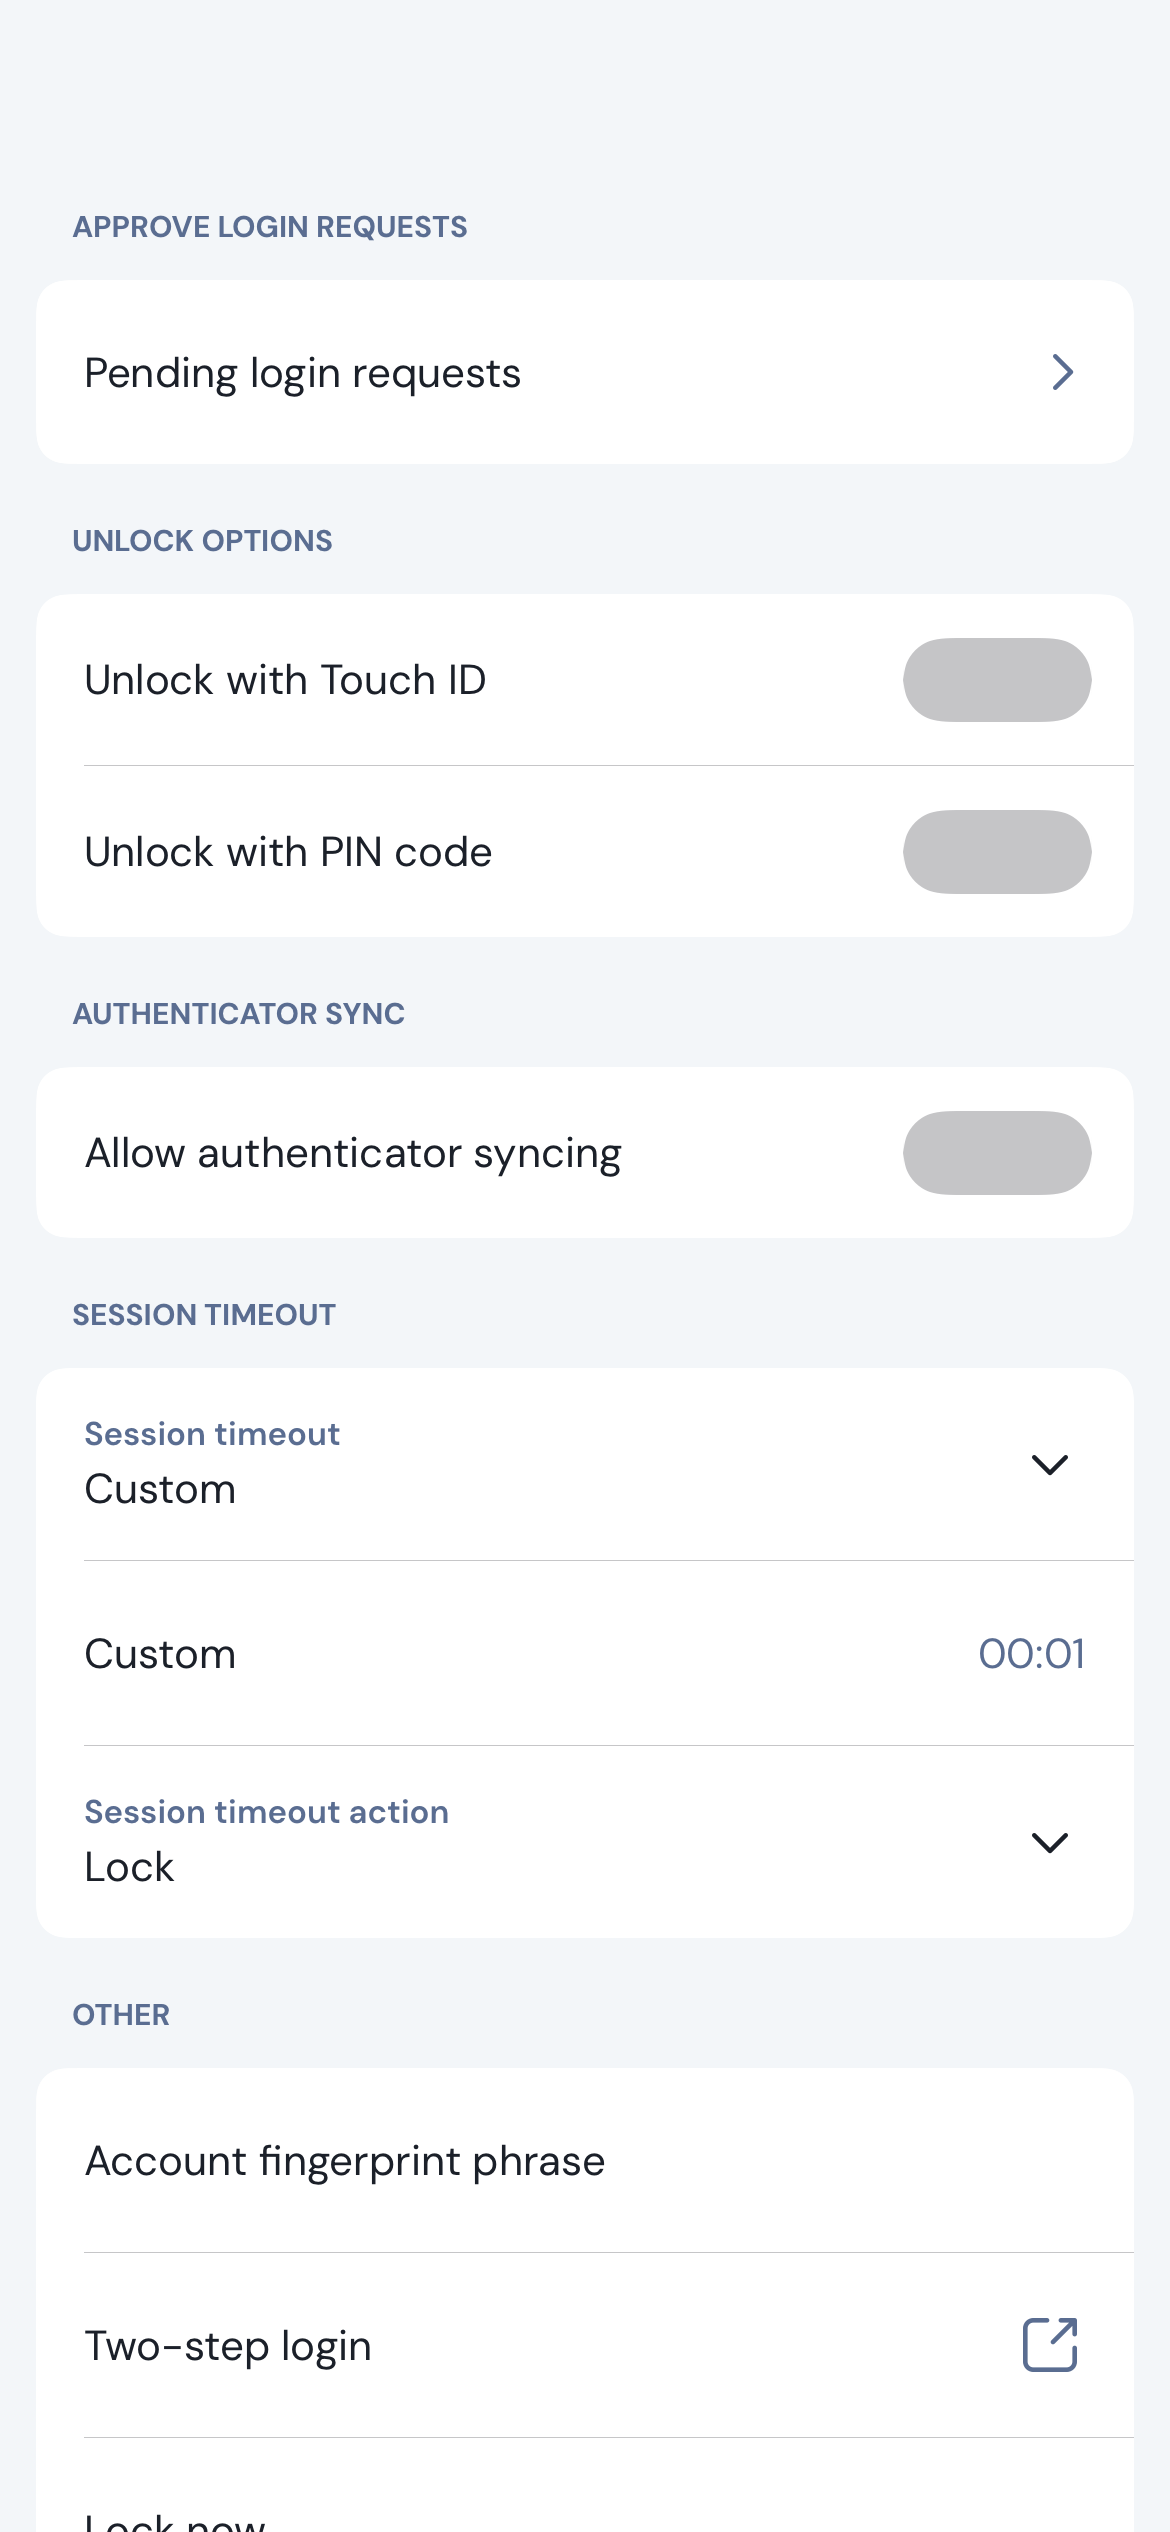 APPROVE LOGIN REQUESTS
Pending login requests
UNLOCK OPTIONS
Unlock with Touch ID
Unlock with PIN code
AUTHENTICATOR SYNC
Allow authenticator syncing
SESSION TIMEOUT
Session timeout
Custom
Custom 00:01
Session timeout action
Lock
OTHER
Account fingerprint phrase
Two-step login
Lock now